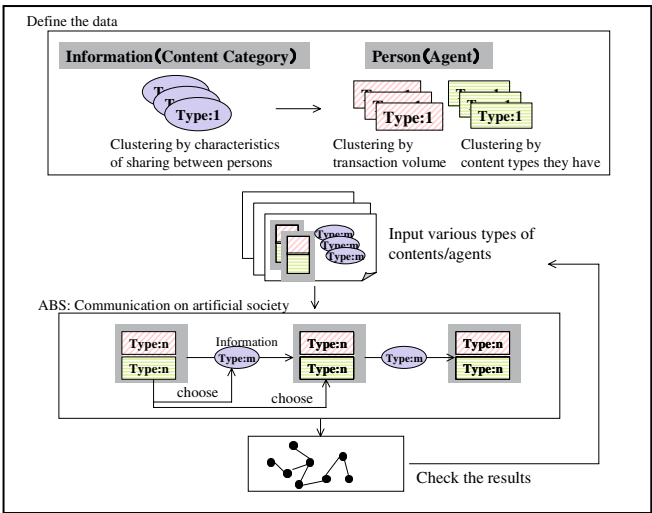 Define the data
Information(Content Category)
Person(Agent)
Type:1
Type:1
Type:1
Clustering by characteristics
of sharing between persons
Clustering by
transaction volume
Clustering by
content types they have
Type:m
Type:m
Type:m
Input various types of
contents/agents
ABS: Communication on artificial society
Information
Type:n
Type:n
Type:m
Type:n
Type:n
Type:m
Type:n
Type:n
choose
choose
Check the results